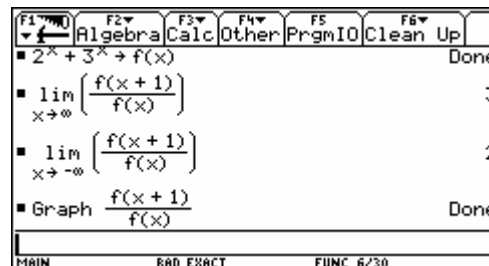 F1 F2 F3 F4 F5 F6
Algebra Calc Other PrgmIO Clean Up
▪ 2^x + 3^x → f(x) Done
▪ lim x→∞ (f(x + 1) / f(x)) 3
▪ lim x→-∞ (f(x + 1) / f(x)) 2
▪ Graph f(x + 1) / f(x) Done
MAIN RAD EXACT FUNC 6/30